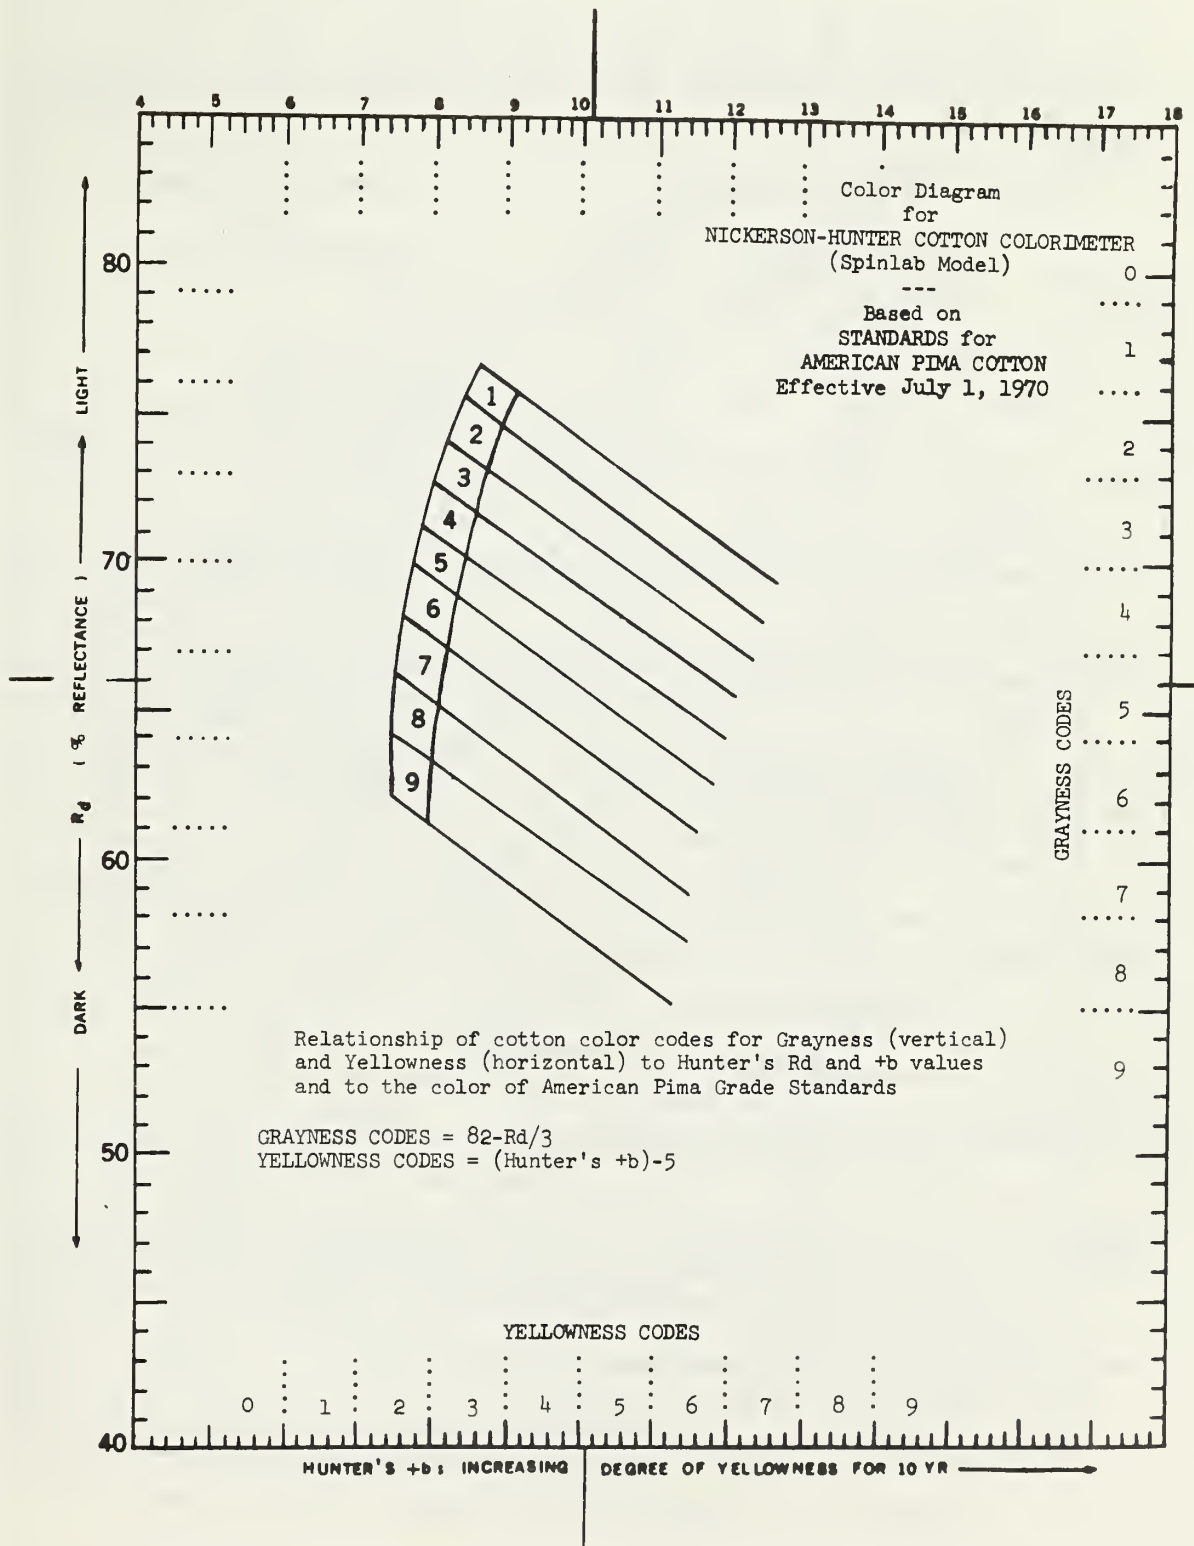 4 5 6 7 8 9 10 11 12 13 14 15 16 17 18
Color Diagram
for
NICKERSON-HUNTER COTTON COLORIMETER
(Spinlab Model)
---
Based on
STANDARDS for
AMERICAN PIMA COTTON
Effective July 1, 1970
80
70
60
50
40
LIGHT
Rd (% REFLECTANCE)
DARK
1
2
3
4
5
6
7
8
9
0
1
2
3
4
5
6
7
8
9
GRAYNESS CODES
Relationship of cotton color codes for Grayness (vertical)
and Yellowness (horizontal) to Hunter's Rd and +b values
and to the color of American Pima Grade Standards
GRAYNESS CODES = 82-Rd/3
YELLOWNESS CODES = (Hunter's +b)-5
YELLOWNESS CODES
0 1 2 3 4 5 6 7 8 9
HUNTER'S +b: INCREASING DEGREE OF YELLOWNESS FOR 10 YR